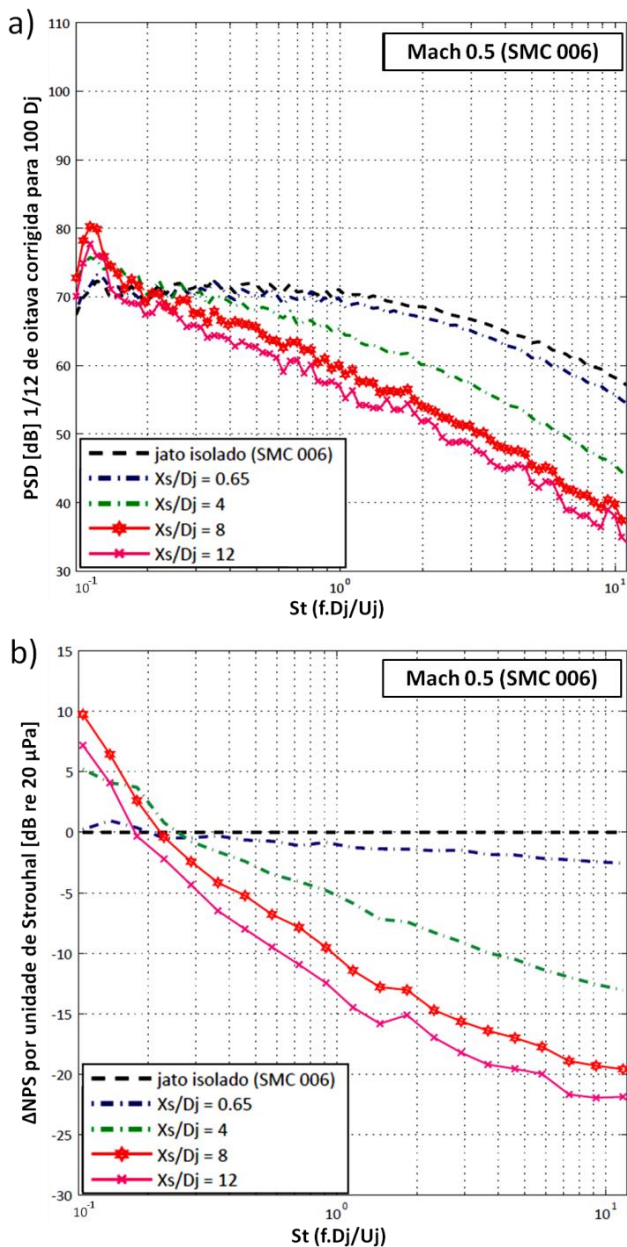 a)
Mach 0.5 (SMC 006)
PSD [dB] 1/12 de oitava corrigida para 100 Dj
110
100
90
80
70
60
50
40
30
jato isolado (SMC 006)
Xs/Dj = 0.65
Xs/Dj = 4
Xs/Dj = 8
Xs/Dj = 12
10⁻¹
10⁰
10¹
St (f.Dj/Uj)
b)
Mach 0.5 (SMC 006)
ΔNPS por unidade de Strouhal [dB re 20 µPa]
15
10
5
0
-5
-10
-15
-20
-25
-30
jato isolado (SMC 006)
Xs/Dj = 0.65
Xs/Dj = 4
Xs/Dj = 8
Xs/Dj = 12
10⁻¹
10⁰
10¹
St (f.Dj/Uj)